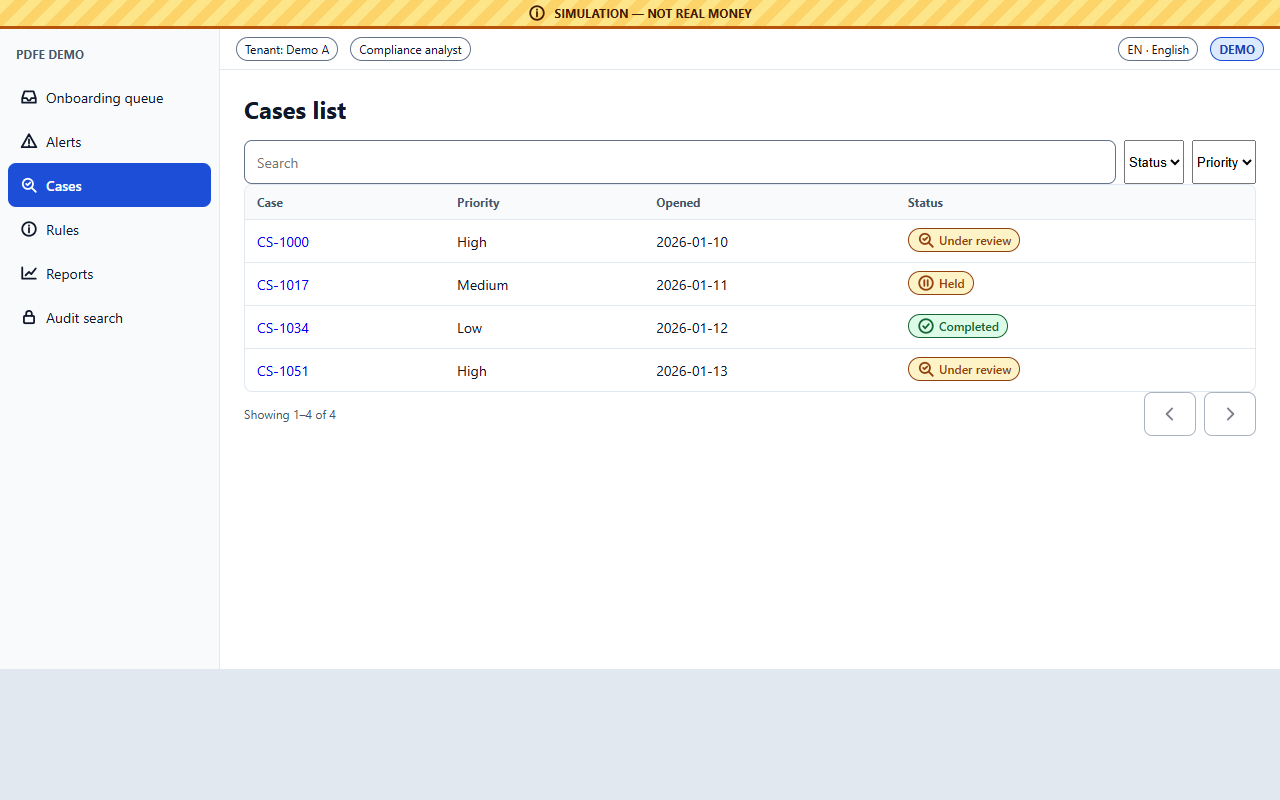 SIMULATION — NOT REAL MONEY
PDFE DEMO
Tenant: Demo A
Compliance analyst
EN · English
DEMO
Onboarding queue
Alerts
Cases
Rules
Reports
Audit search
Cases list
Search
Status
Priority
Case Priority Opened Status
CS-1000 High 2026-01-10 Under review
CS-1017 Medium 2026-01-11 Held
CS-1034 Low 2026-01-12 Completed
CS-1051 High 2026-01-13 Under review
Showing 1–4 of 4